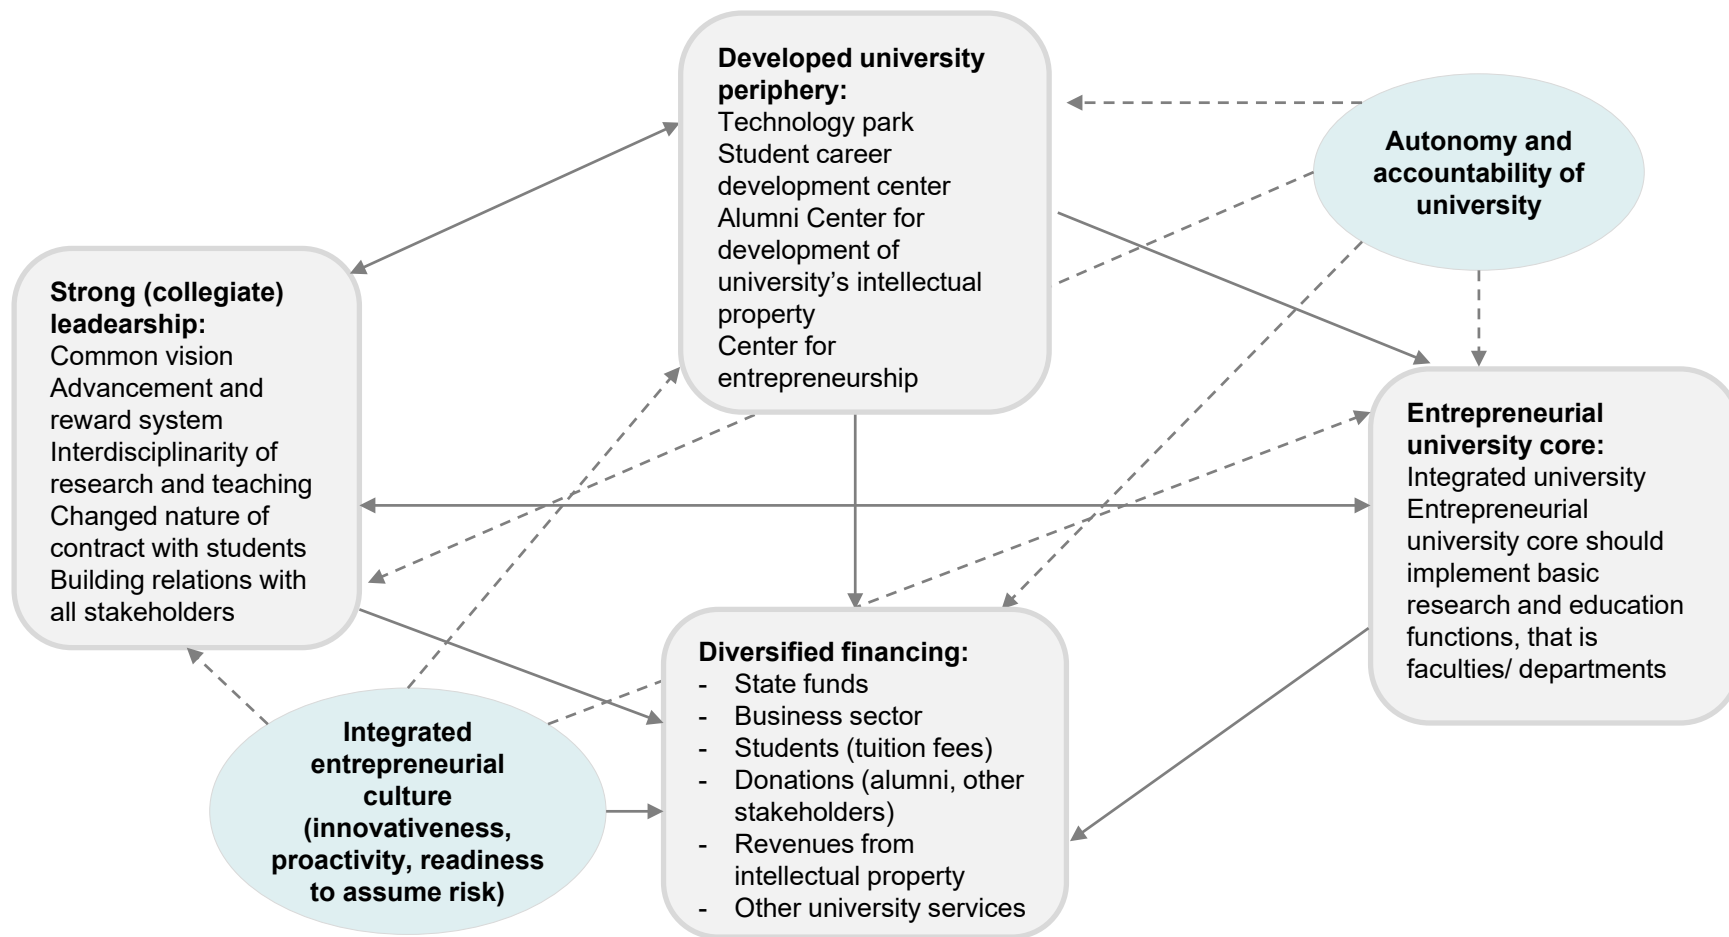 Developed university
periphery:
Technology park
Student career
development center
Alumni Center for
development of
university’s intellectual
property
Center for
entrepreneurship
Autonomy and
accountability of
university
Strong (collegiate)
leadearship:
Common vision
Advancement and
reward system
Interdisciplinarity of
research and teaching
Changed nature of
contract with students
Building relations with
all stakeholders
Entrepreneurial
university core:
Integrated university
Entrepreneurial
university core should
implement basic
research and education
functions, that is
faculties/ departments
Integrated
entrepreneurial
culture
(innovativeness,
proactivity, readiness
to assume risk)
Diversified financing:
- State funds
- Business sector
- Students (tuition fees)
- Donations (alumni, other
stakeholders)
- Revenues from
intellectual property
- Other university services